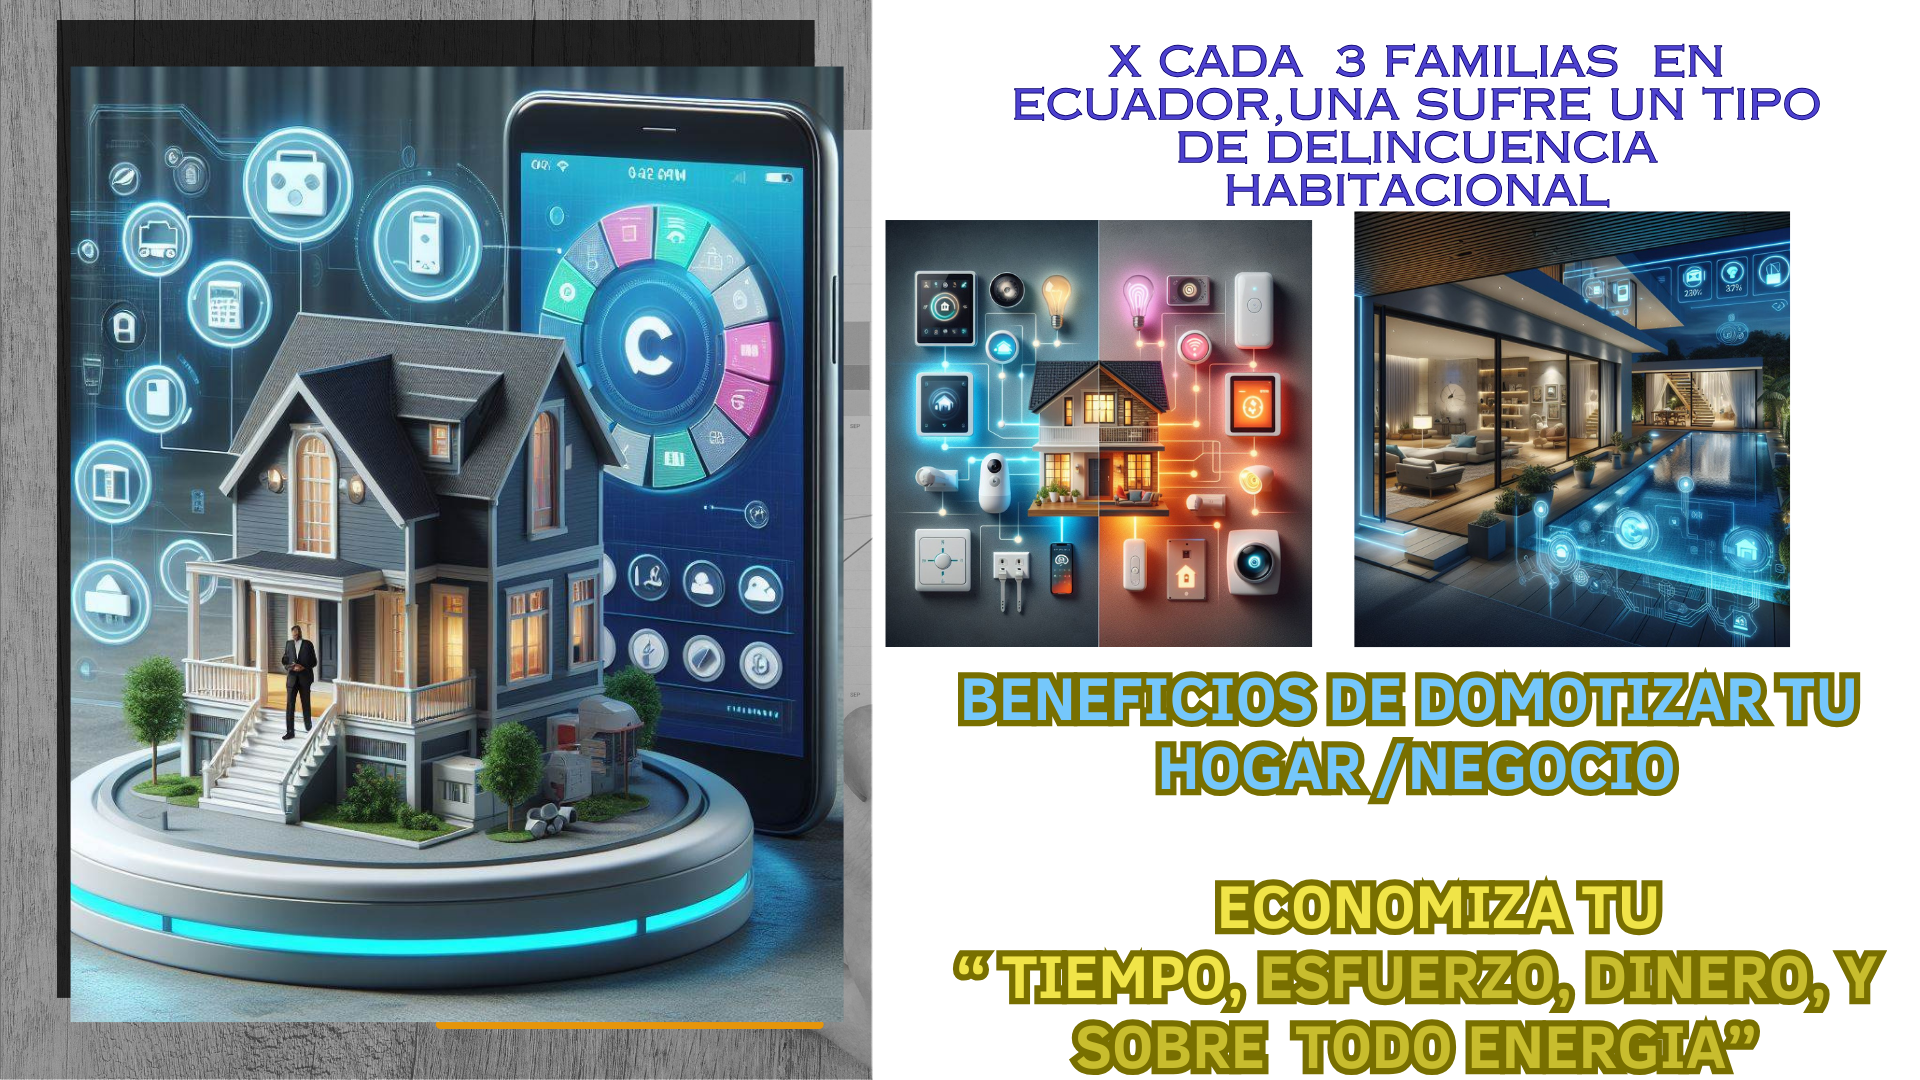 X CADA 3 FAMILIAS EN
ECUADOR,UNA SUFRE UN TIPO
DE DELINCUENCIA
HABITACIONAL
BENEFICIOS DE DOMOTIZAR TU
HOGAR /NEGOCIO
ECONOMIZA TU
“ TIEMPO, ESFUERZO, DINERO, Y
SOBRE TODO ENERGIA”